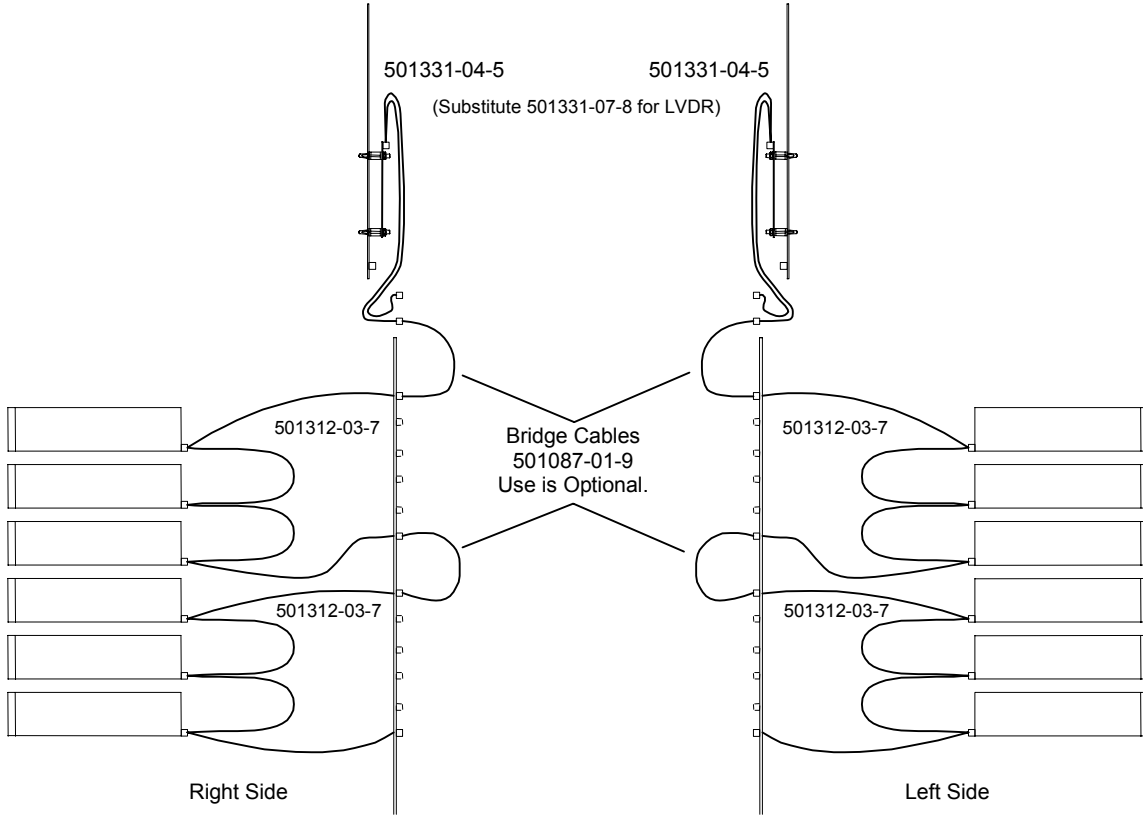 501331-04-5
501331-04-5
(Substitute 501331-07-8 for LVDR)
501312-03-7
501312-03-7
Bridge Cables
501087-01-9
Use is Optional.
501312-03-7
501312-03-7
Right Side
Left Side